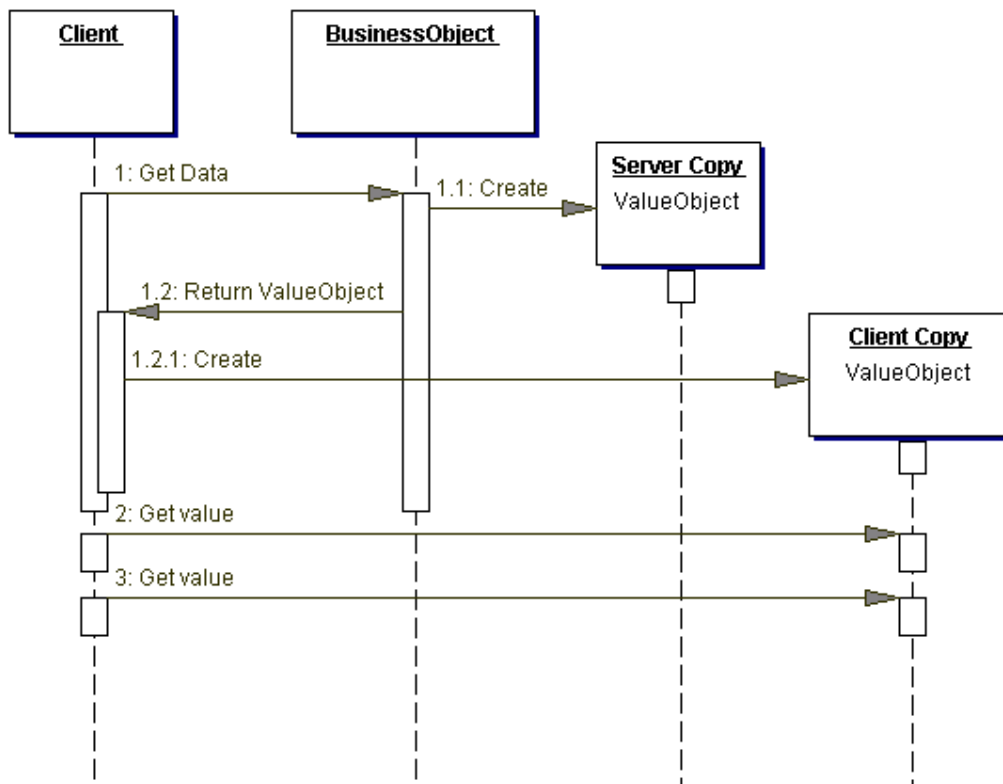 Client
BusinessObject
Server Copy
ValueObject
1: Get Data
1.1: Create
1.2: Return ValueObject
Client Copy
ValueObject
1.2.1: Create
2: Get value
3: Get value